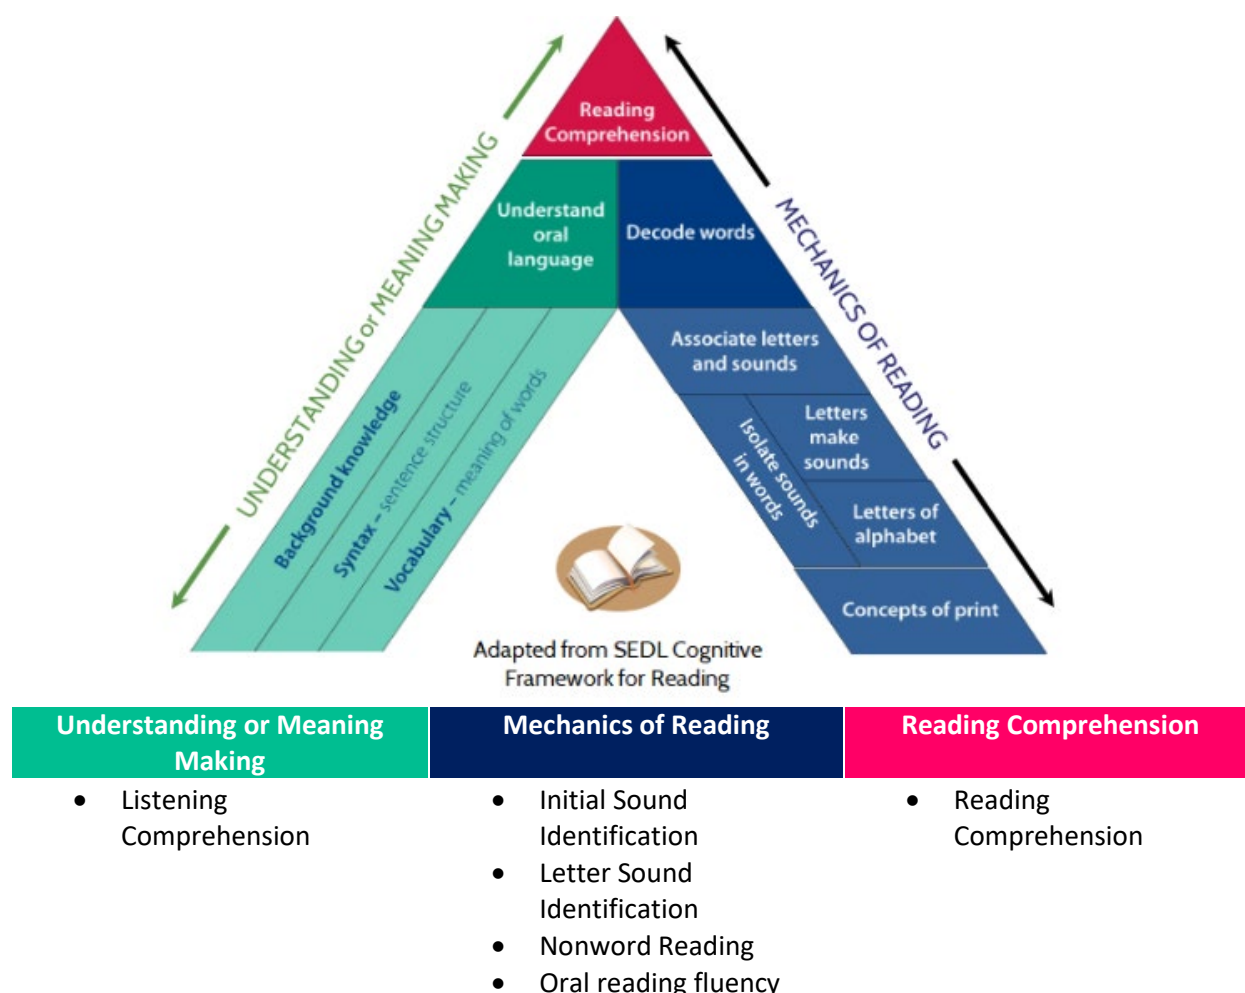 Reading
Comprehension
Understand
oral
language
Decode words
UNDERSTANDING or MEANING MAKING
MECHANICS OF READING
Background knowledge
Syntax – sentence structure
Vocabulary – meaning of words
Associate letters
and sounds
Isolate sounds
in words
Letters
make
sounds
Letters of
alphabet
Concepts of print
Adapted from SEDL Cognitive
Framework for Reading
Understanding or Meaning
Making
Mechanics of Reading
Reading Comprehension
• Listening
Comprehension
• Initial Sound
Identification
• Letter Sound
Identification
• Nonword Reading
• Oral reading fluency
• Reading
Comprehension